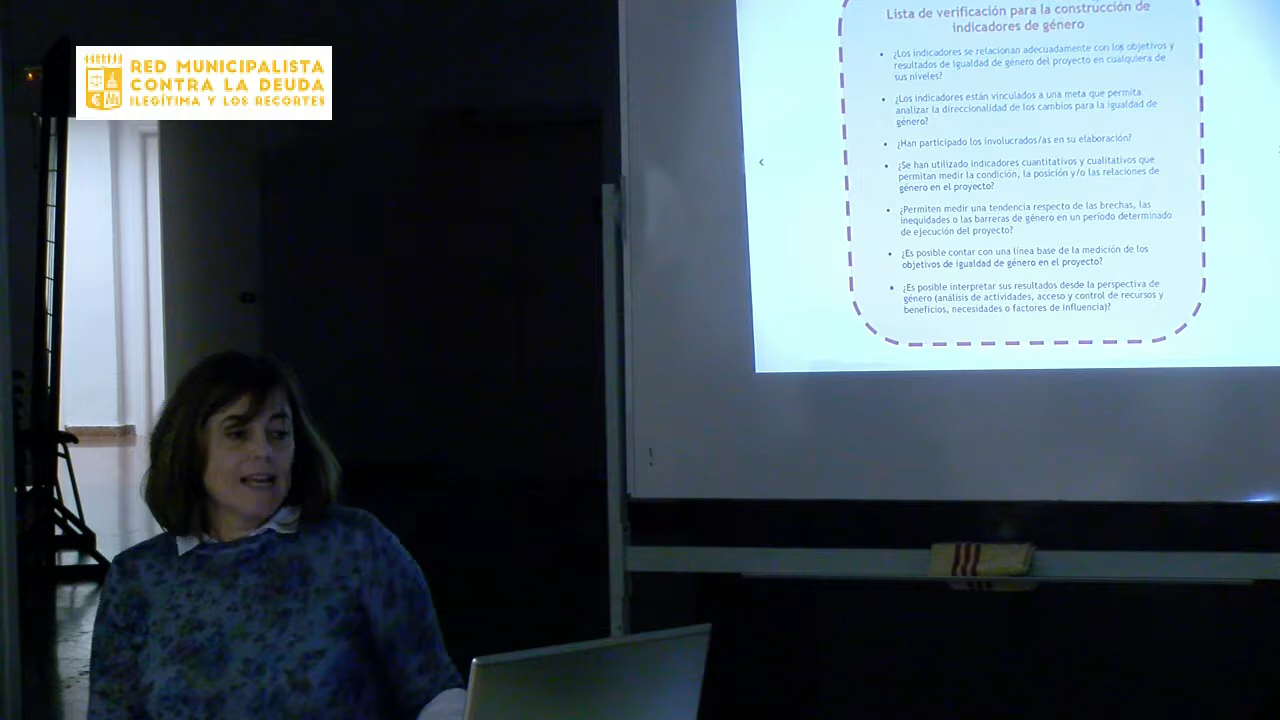 RED MUNICIPALISTA
CONTRA LA DEUDA
ILEGÍTIMA Y LOS RECORTES
Lista de verificación para la construcción de
indicadores de género
• ¿Los indicadores se relacionan adecuadamente con los objetivos y
resultados de igualdad de género del proyecto en cualquiera de
sus niveles?
• ¿Los indicadores están vinculados a una meta que permita
analizar la direccionalidad de los cambios para la igualdad de
género?
• ¿Han participado los involucrados/as en su elaboración?
• ¿Se han utilizado indicadores cuantitativos y cualitativos que
permitan medir la condición, la posición y/o las relaciones de
género en el proyecto?
• ¿Permiten medir una tendencia respecto de las brechas, las
inequidades o las barreras de género en un período determinado
de ejecución del proyecto?
• ¿Es posible contar con una línea base de la medición de los
objetivos de igualdad de género en el proyecto?
• ¿Es posible interpretar sus resultados desde la perspectiva de
género (análisis de actividades, acceso y control de recursos y
beneficios, necesidades o factores de influencia)?